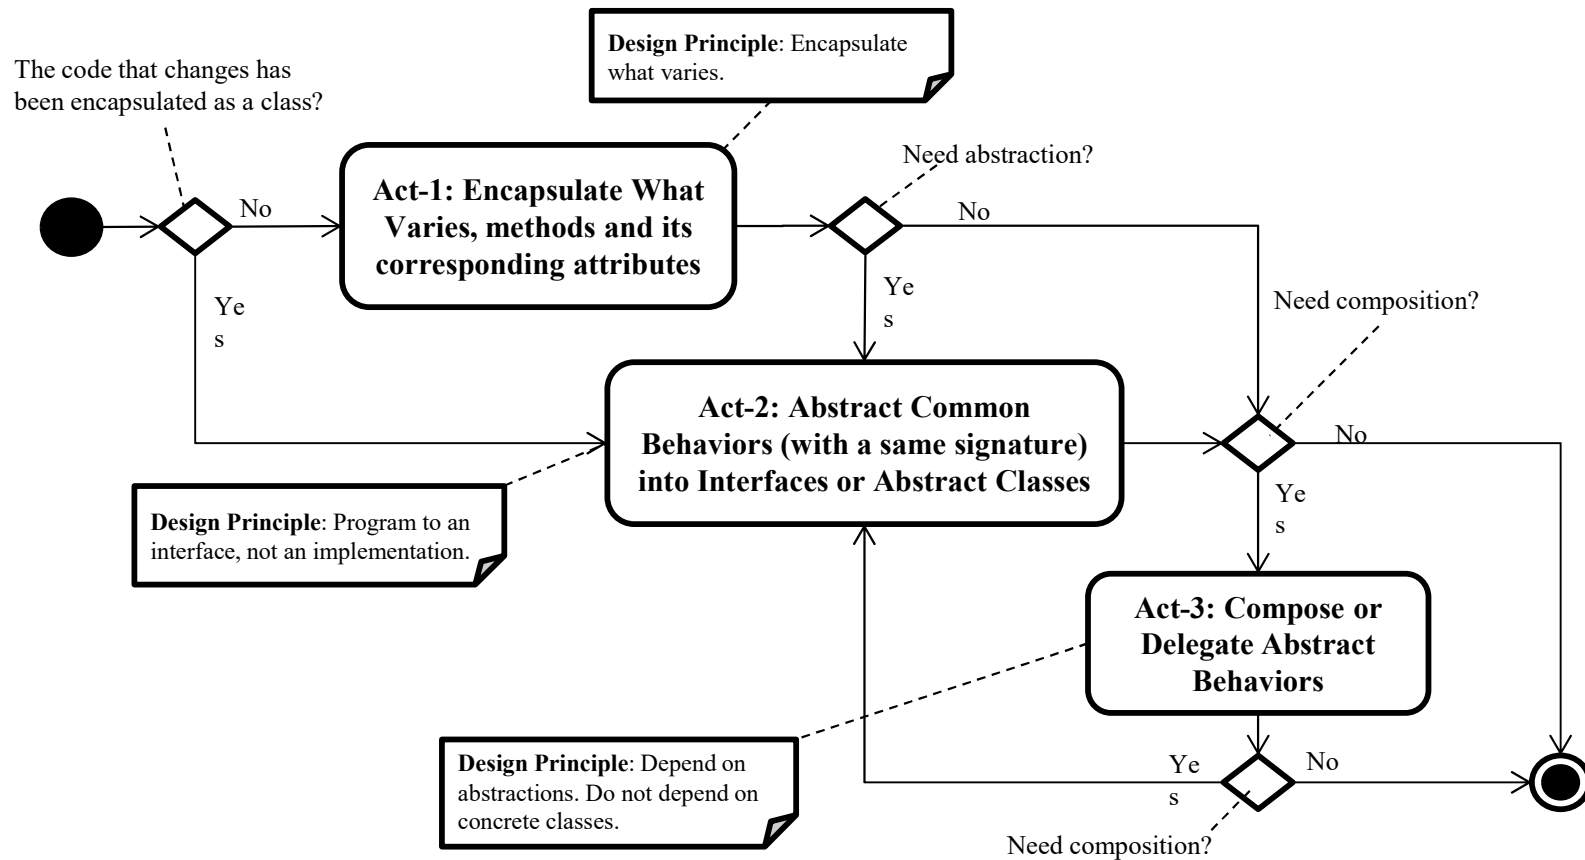 Design Principle: Encapsulate
what varies.
The code that changes has
been encapsulated as a class?
Need abstraction?
No
Act-1: Encapsulate What
Varies, methods and its
corresponding attributes
No
Ye
s
Ye
s
Need composition?
Act-2: Abstract Common
Behaviors (with a same signature)
into Interfaces or Abstract Classes
No
Design Principle: Program to an
interface, not an implementation.
Ye
s
Act-3: Compose or
Delegate Abstract
Behaviors
Design Principle: Depend on
abstractions. Do not depend on
concrete classes.
Ye
s
No
Need composition?